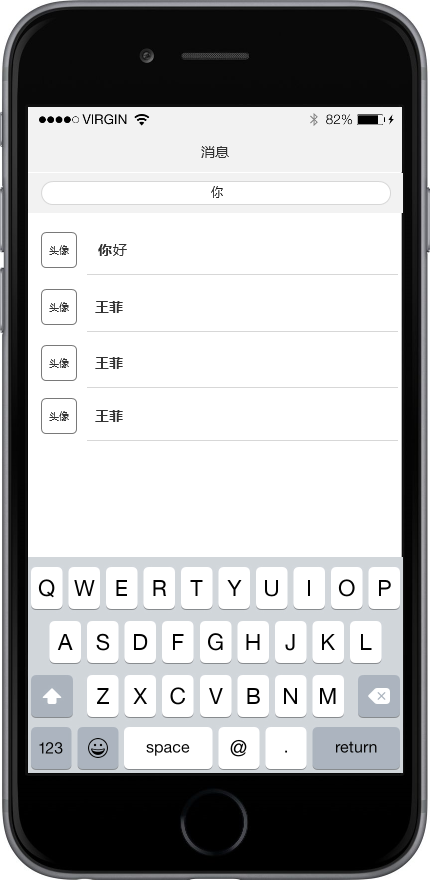 VIRGIN 82%
消息
你
头像 你好
头像 王菲
头像 王菲
头像 王菲
Q W E R T Y U I O P
A S D F G H J K L
Z X C V B N M
123 space @ . return